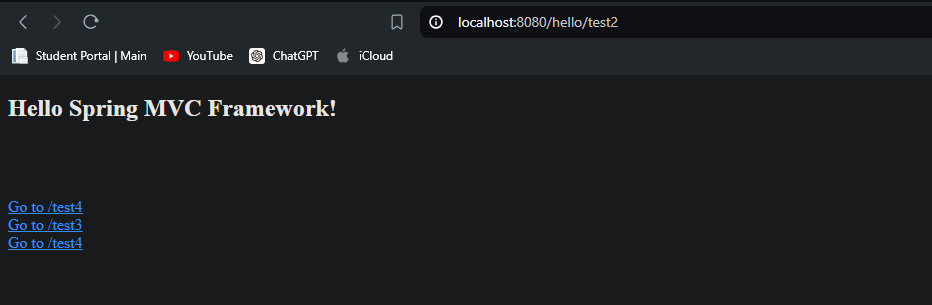 localhost:8080/hello/test2
Student Portal | Main YouTube ChatGPT iCloud
Hello Spring MVC Framework!
Go to /test4
Go to /test3
Go to /test4